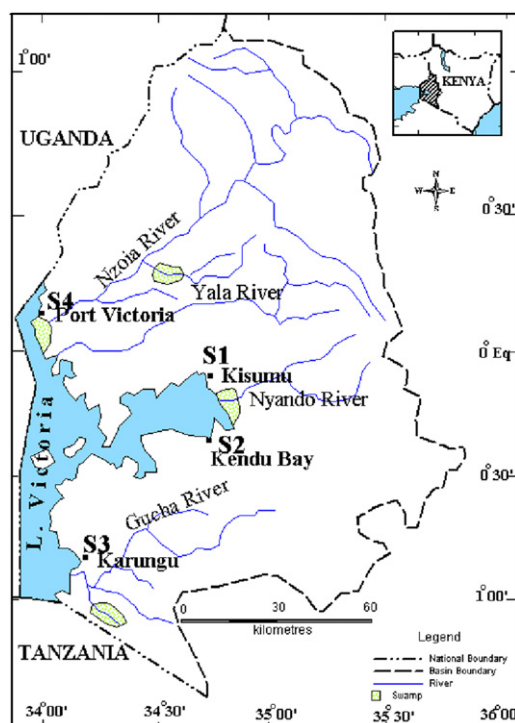 1°00'
KENYA
UGANDA
N
W E
S
0°30'
Nzoia River
Yala River
S4
Port Victoria
S1
0° Eq
Kisumu
Nyando River
S2
Kendu Bay
L. Victoria
0°30'
Gucha River
S3
Karungu
1°00'
0 30 60
kilometres
TANZANIA
Legend
National Boundary
Basin Boundary
River
Swamp
34°00' 34°30' 35°00' 35°30' 36°00'